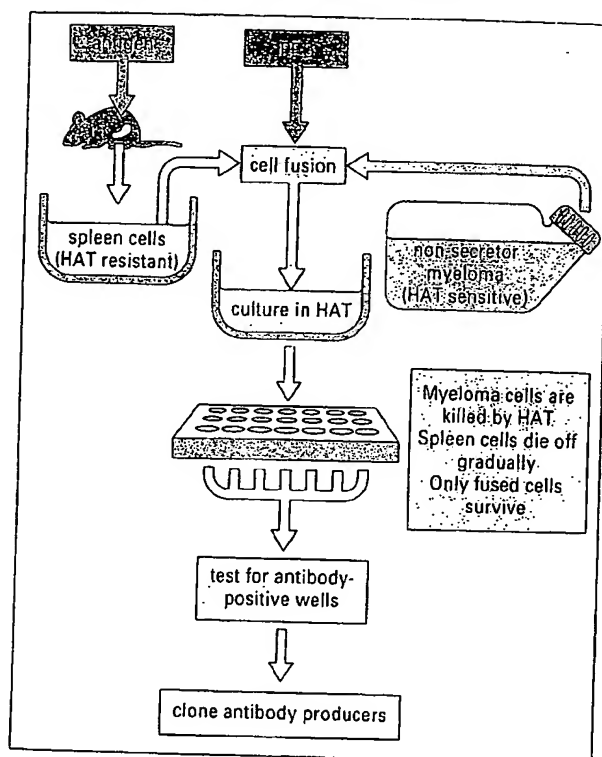 antigen
cell fusion
spleen cells
(HAT resistant)
non-secretor
myeloma
(HAT sensitive)
culture in HAT
Myeloma cells are
killed by HAT
Spleen cells die off
gradually
Only fused cells
survive
test for antibody-
positive wells
clone antibody producers